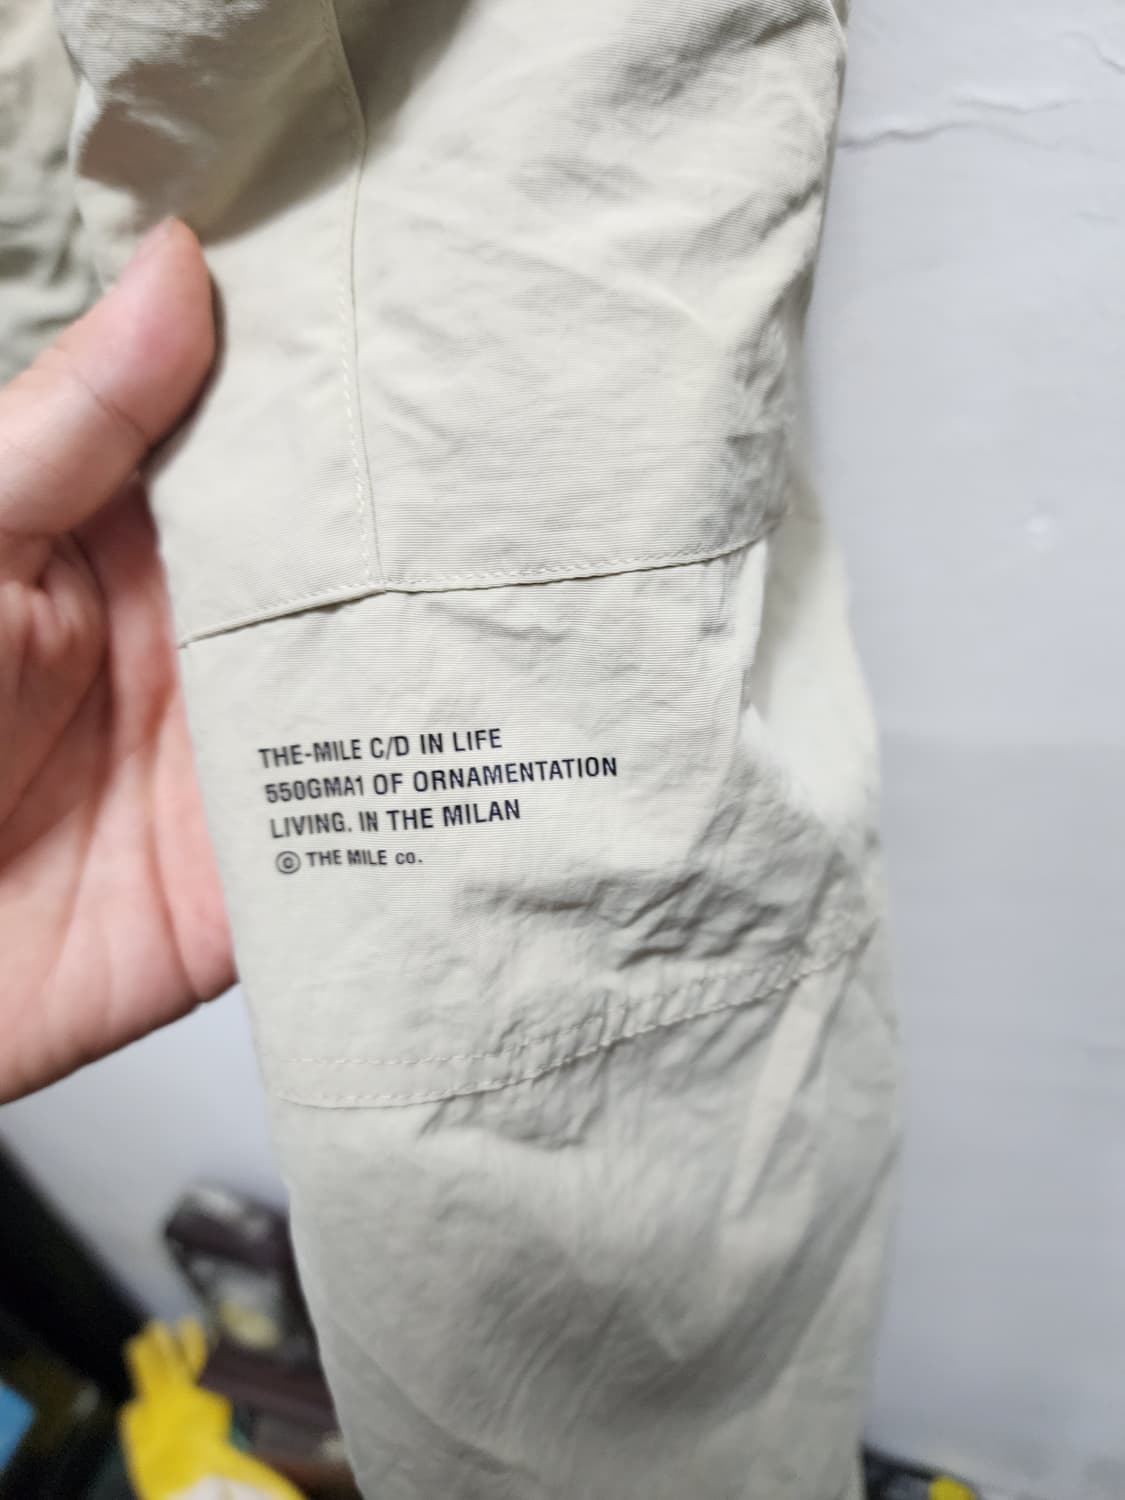 THE-MILE C/D IN LIFE
550GMA1 OF ORNAMENTATION
LIVING. IN THE MILAN
© THE MILE co.